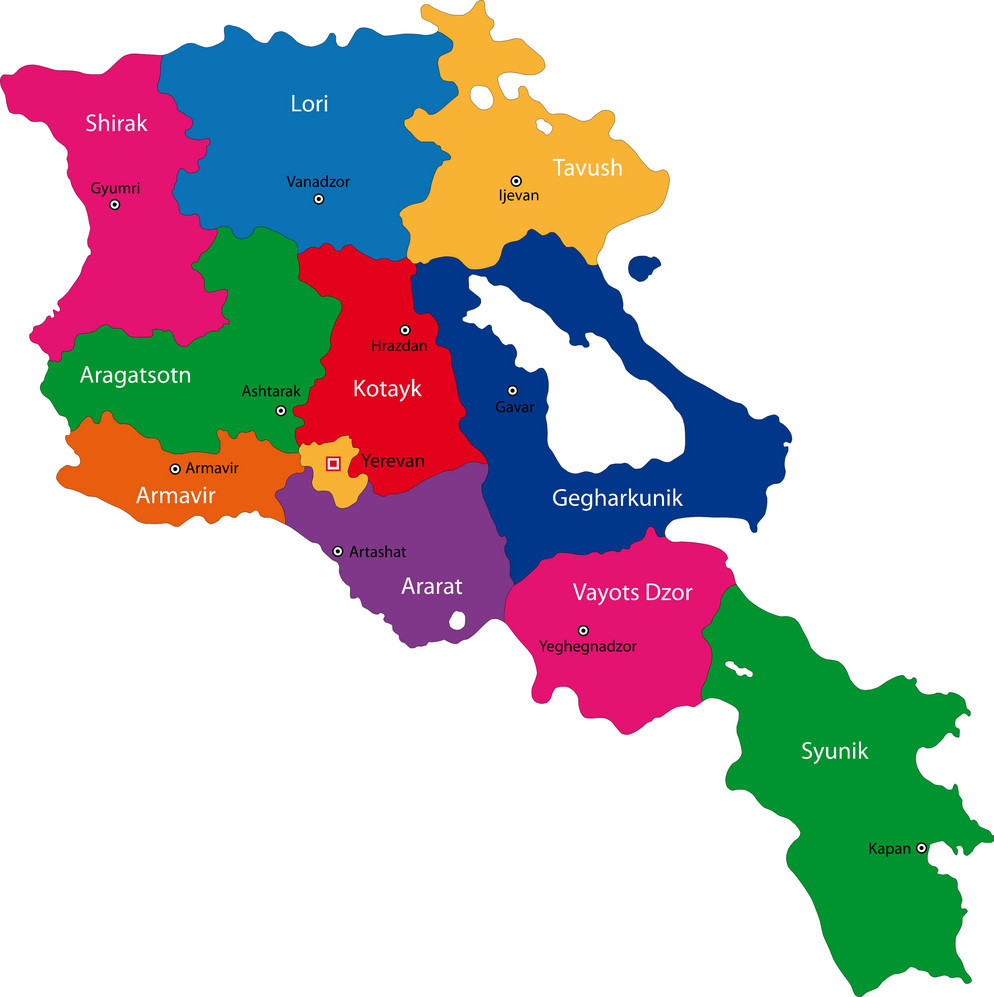 Lori
Shirak
Tavush
Vanadzor
Gyumri
Ijevan
Hrazdan
Aragatsotn
Kotayk
Ashtarak
Gavar
Yerevan
Armavir
Armavir
Gegharkunik
Artashat
Ararat
Vayots Dzor
Yeghegnadzor
Syunik
Kapan